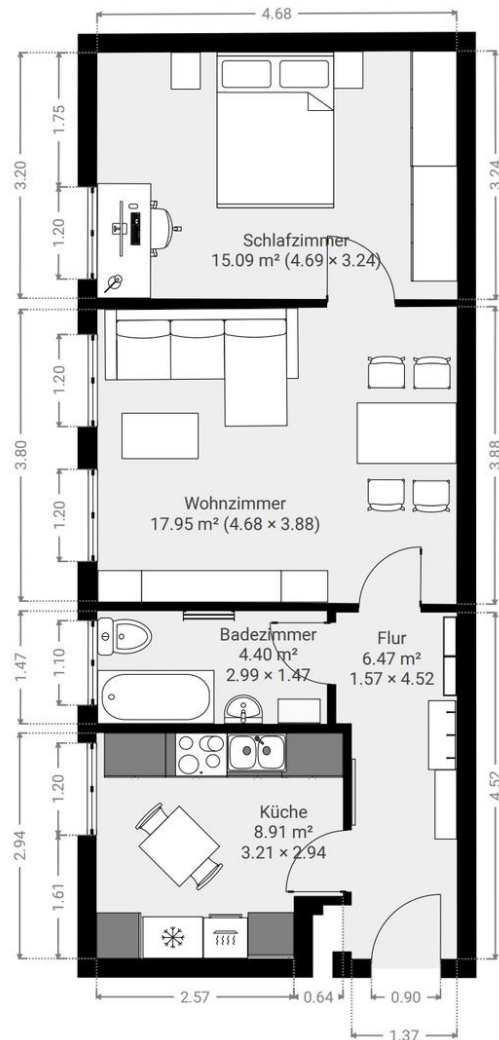 4.68
1.75
3.20
3.24
1.20
Schlafzimmer
15.09 m² (4.69 × 3.24)
1.20
3.80
3.88
1.20
Wohnzimmer
17.95 m² (4.68 × 3.88)
1.47
1.10
Badezimmer
4.40 m²
2.99 × 1.47
Flur
6.47 m²
1.57 × 4.52
4.52
1.20
2.94
Küche
8.91 m²
3.21 × 2.94
1.61
2.57
0.64
0.90
1.37